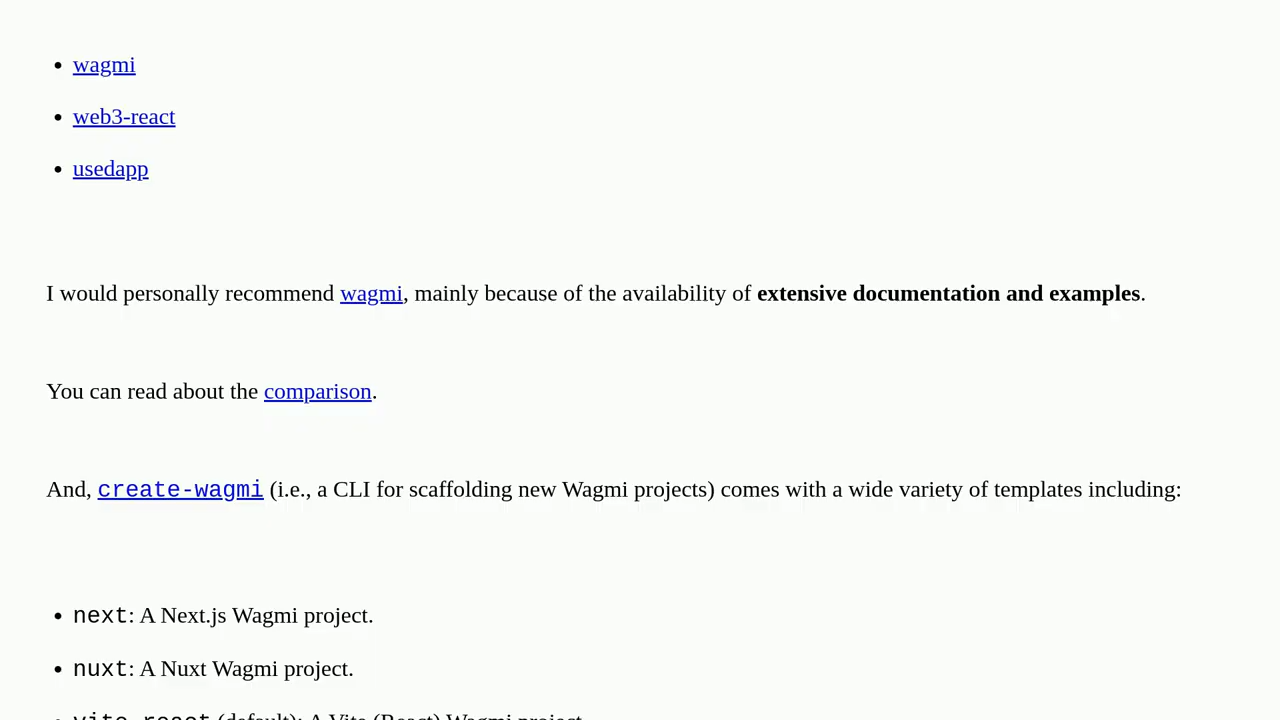 • wagmi
• web3-react
• usedapp
I would personally recommend wagmi, mainly because of the availability of extensive documentation and examples.
You can read about the comparison.
And, create-wagmi (i.e., a CLI for scaffolding new Wagmi projects) comes with a wide variety of templates including:
• next: A Next.js Wagmi project.
• nuxt: A Nuxt Wagmi project.
• vite-react (default): A Vite (React) Wagmi project.